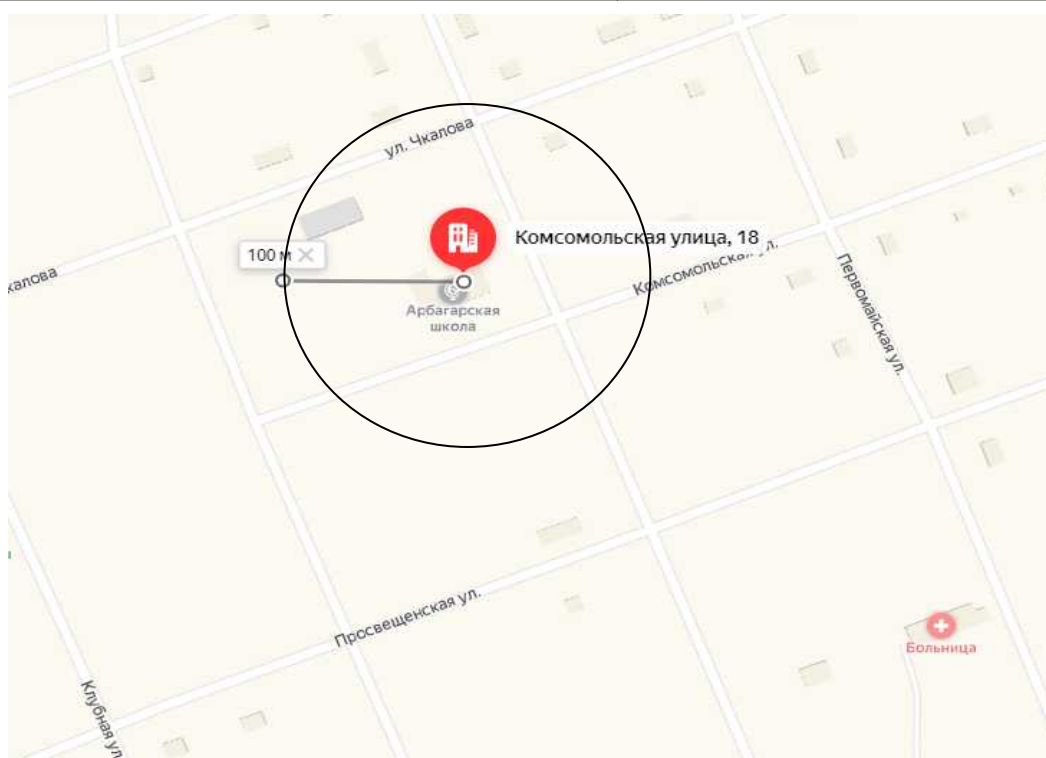 ул. Чкалова
Комсомольская улица, 18
100 м
калова
Комсомольская ул.
Первомайская ул.
Арбагарская
школа
Просвещенская ул.
Больница
Клубная ул